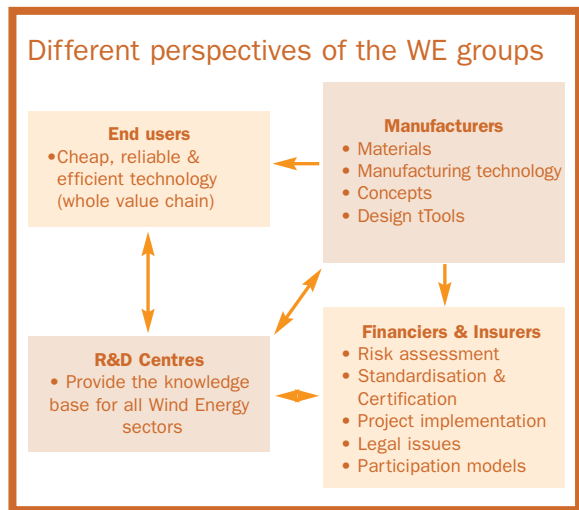 Different perspectives of the WE groups
End users
•Cheap, reliable &
efficient technology
(whole value chain)
Manufacturers
• Materials
• Manufacturing technology
• Concepts
• Design tTools
R&D Centres
• Provide the knowledge
base for all Wind Energy
sectors
Financiers & Insurers
• Risk assessment
• Standardisation &
Certification
• Project implementation
• Legal issues
• Participation models